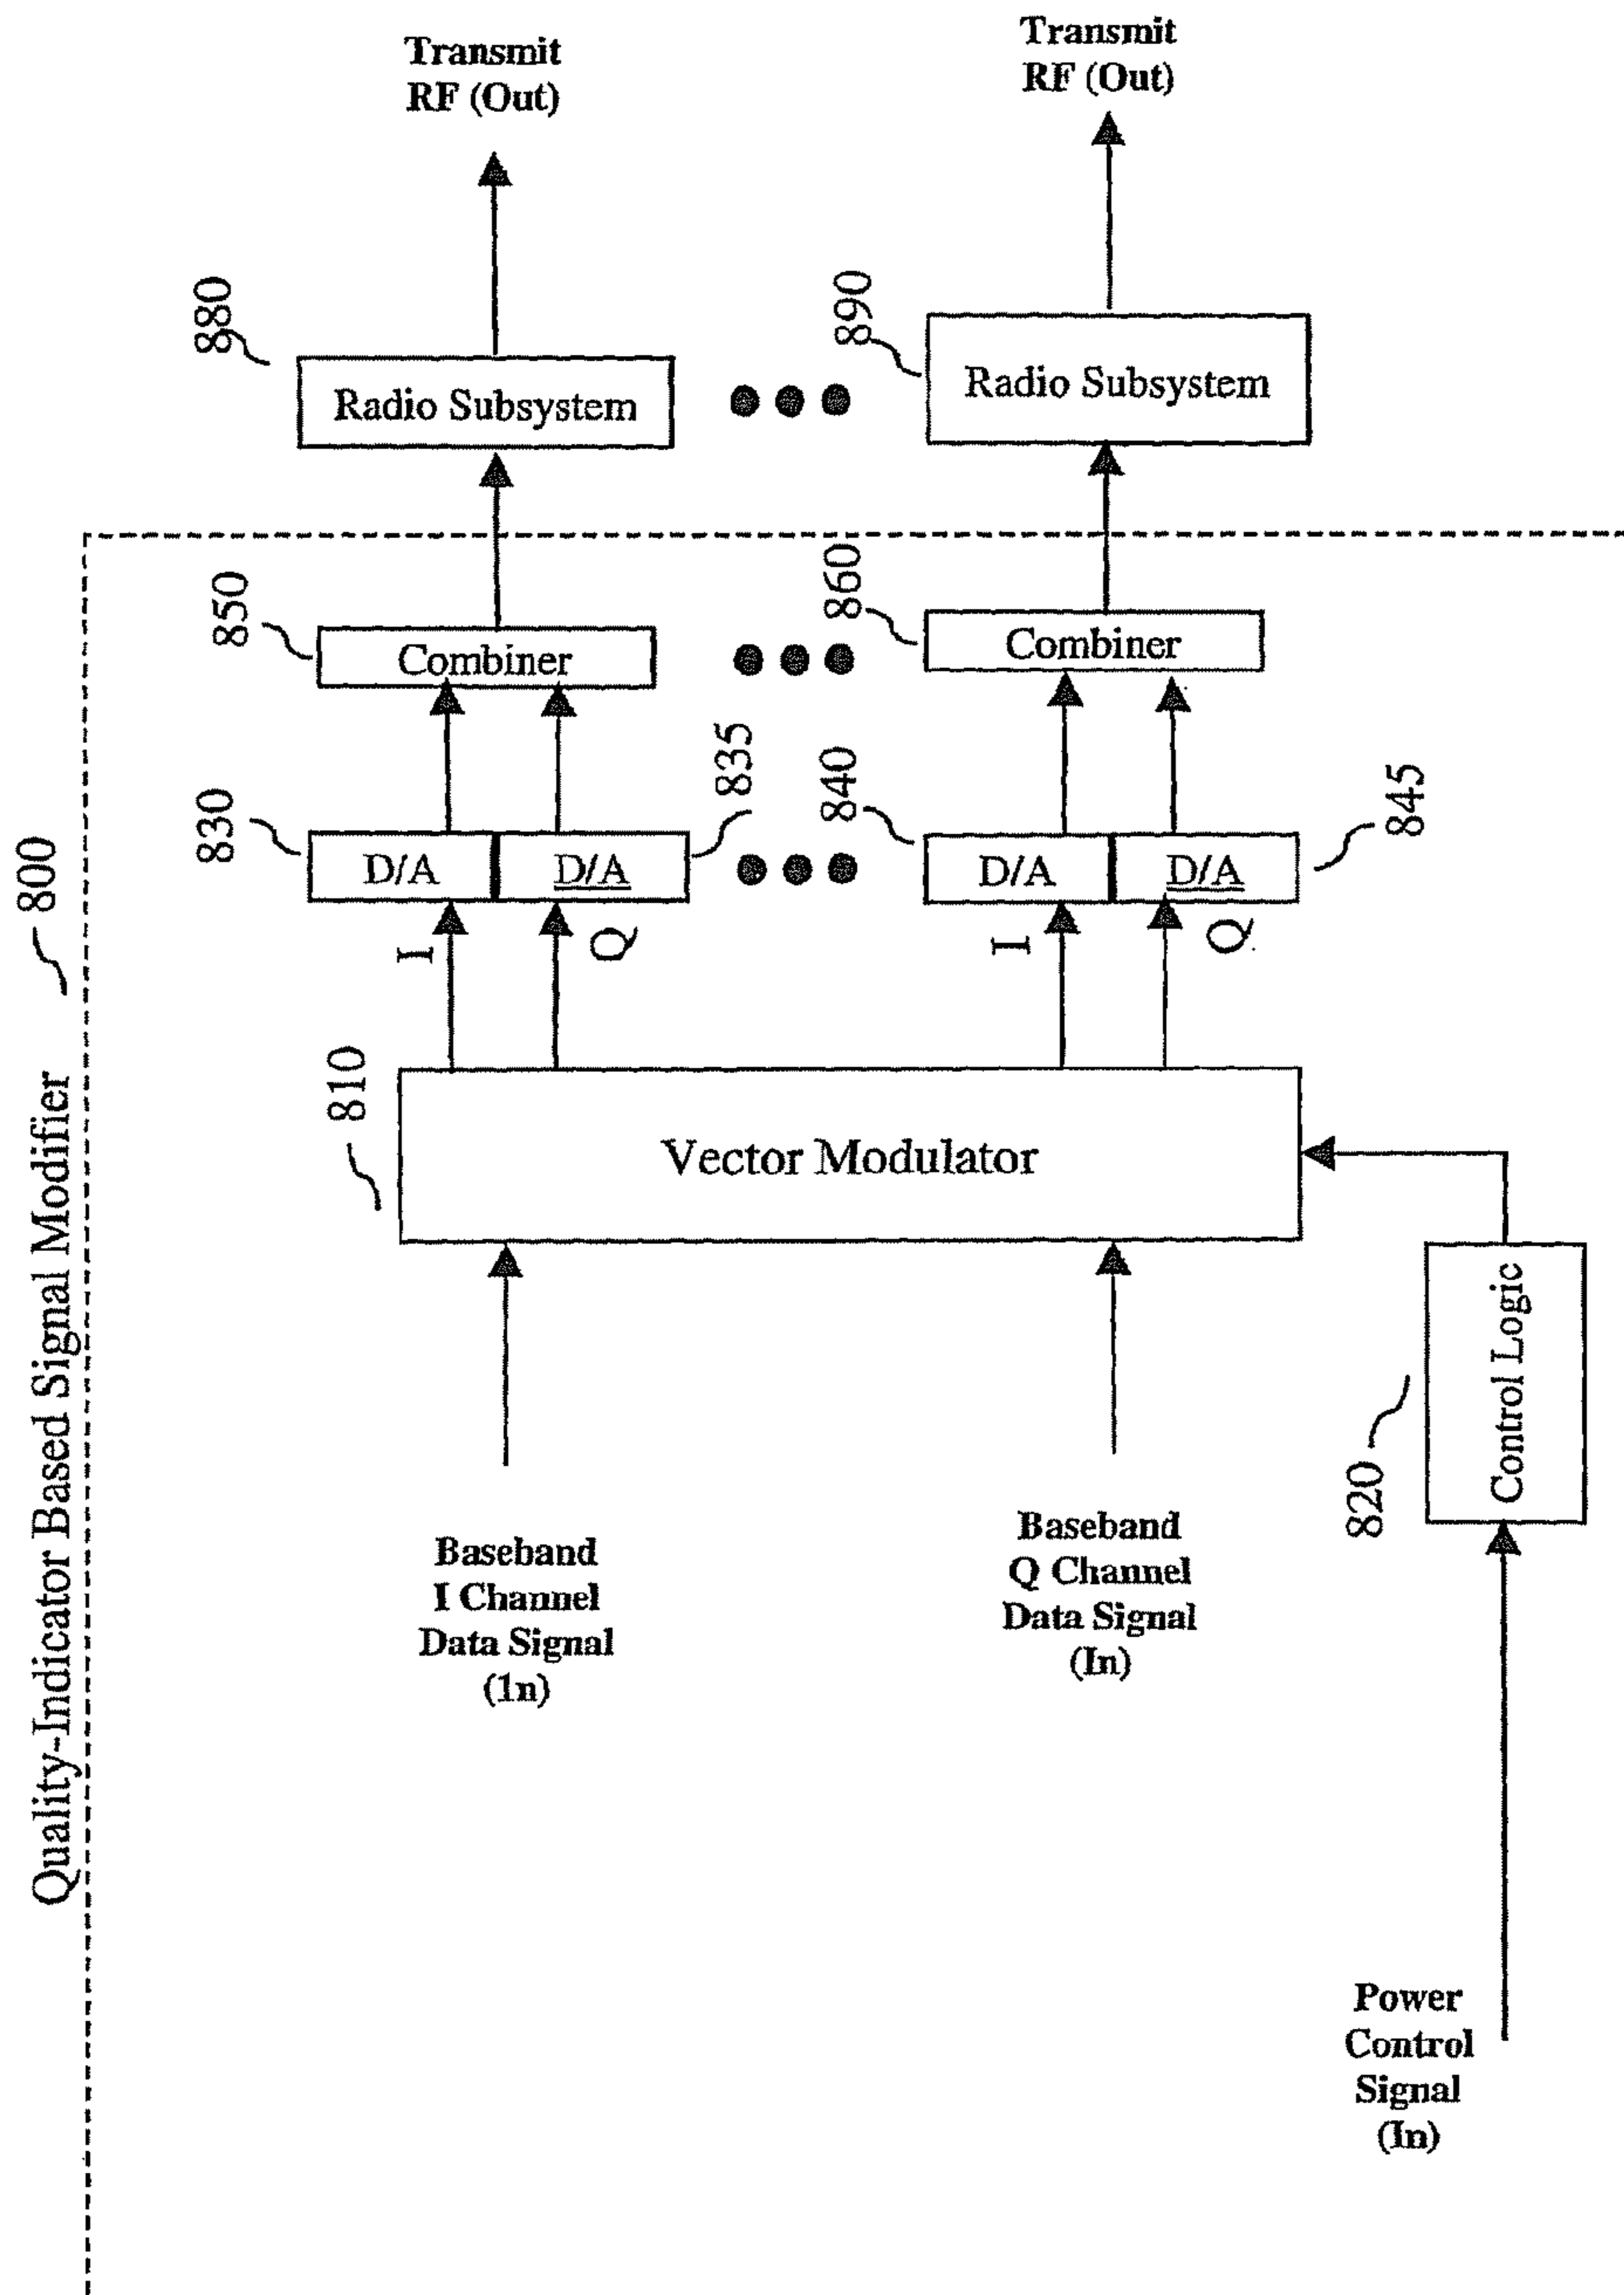 Transmit
RF (Out)
Transmit
RF (Out)
880
890
Radio Subsystem
Radio Subsystem
850
860
Combiner
Combiner
830
835
840
845
D/A
D/A
D/A
D/A
I
Q
I
Q
Quality-Indicator Based Signal Modifier
800
810
Vector Modulator
820
Control Logic
Baseband
I Channel
Data Signal
(1n)
Baseband
Q Channel
Data Signal
(In)
Power
Control
Signal
(In)